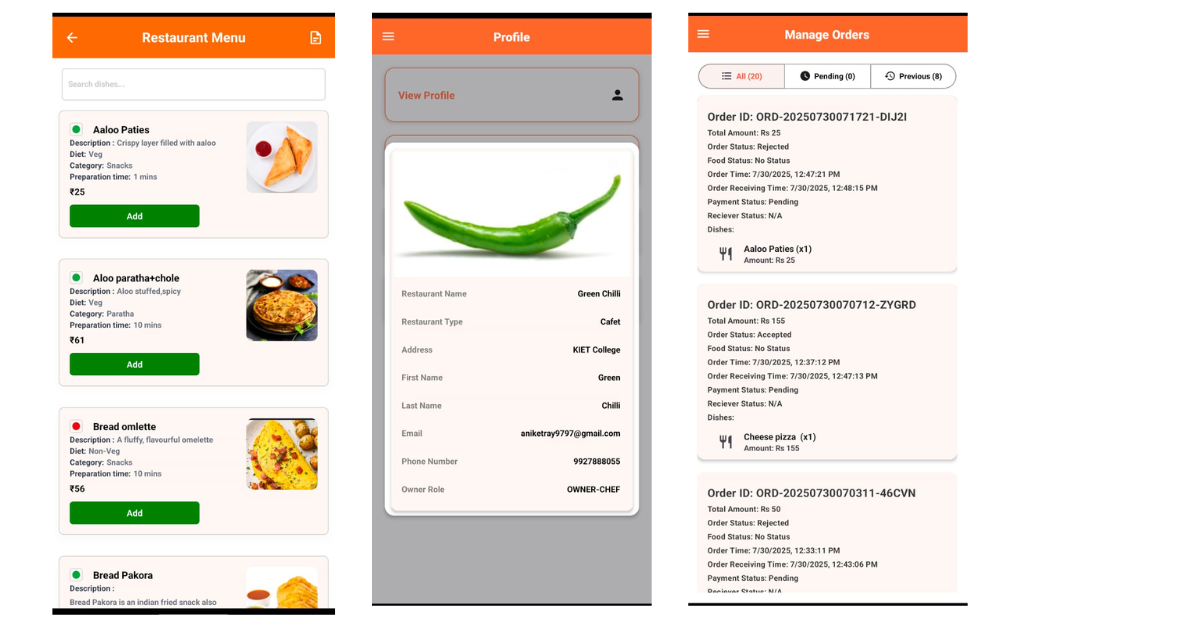 Restaurant Menu
Search dishes...
Aaloo Paties
Description : Crispy layer filled with aaloo
Diet: Veg
Category: Snacks
Preparation time: 1 mins
₹25
Add
Aloo paratha+chole
Description : Aloo stuffed,spicy
Diet: Veg
Category: Paratha
Preparation time: 10 mins
₹61
Add
Bread omlette
Description : A fluffy, flavourful omelette
Diet: Non-Veg
Category: Snacks
Preparation time: 10 mins
₹56
Add
Bread Pakora
Description :
Bread Pakora is an indian fried snack also
Profile
View Profile
Restaurant Name Green Chilli
Restaurant Type Cafet
Address KIET College
First Name Green
Last Name Chilli
Email aniketray9797@gmail.com
Phone Number 9927888055
Owner Role OWNER-CHEF
Manage Orders
All (20) Pending (0) Previous (8)
Order ID: ORD-20250730071721-DIJ2I
Total Amount: Rs 25
Order Status: Rejected
Food Status: No Status
Order Time: 7/30/2025, 12:47:21 PM
Order Receiving Time: 7/30/2025, 12:48:15 PM
Payment Status: Pending
Reciever Status: N/A
Dishes:
Aaloo Paties (x1)
Amount: Rs 25
Order ID: ORD-20250730070712-ZYGRD
Total Amount: Rs 155
Order Status: Accepted
Food Status: No Status
Order Time: 7/30/2025, 12:37:12 PM
Order Receiving Time: 7/30/2025, 12:47:13 PM
Payment Status: Pending
Reciever Status: N/A
Dishes:
Cheese pizza (x1)
Amount: Rs 155
Order ID: ORD-20250730070311-46CVN
Total Amount: Rs 50
Order Status: Rejected
Food Status: No Status
Order Time: 7/30/2025, 12:33:11 PM
Order Receiving Time: 7/30/2025, 12:43:06 PM
Payment Status: Pending
Reciever Status: N/A